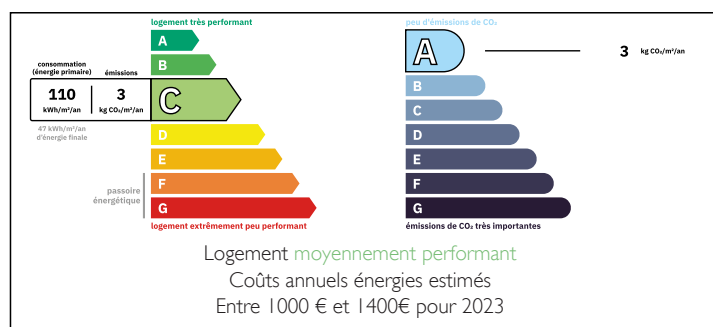 logement très performant
A
B
consommation
(énergie primaire)
émissions
110
kWh/m²/an
3
kg CO₂/m²/an
C
47 kWh/m²/an
d'énergie finale
D
E
passoire
énergétique
F
G
logement extrêmement peu performant
peu d'émissions de CO₂
A
3 kg CO₂/m²/an
B
C
D
E
F
G
émissions de CO₂ très importantes
Logement moyennement performant
Coûts annuels énergies estimés
Entre 1000 € et 1400€ pour 2023